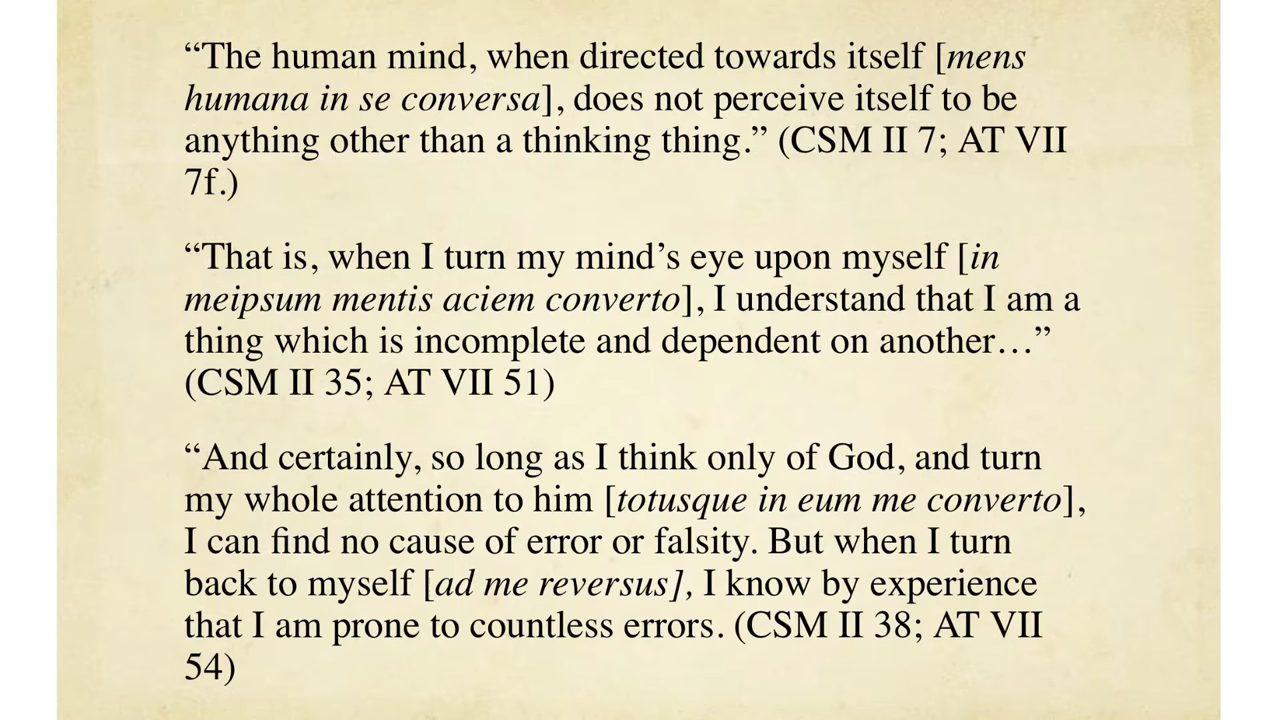 “The human mind, when directed towards itself [mens
humana in se conversa], does not perceive itself to be
anything other than a thinking thing.” (CSM II 7; AT VII
7f.)
“That is, when I turn my mind’s eye upon myself [in
meipsum mentis aciem converto], I understand that I am a
thing which is incomplete and dependent on another…”
(CSM II 35; AT VII 51)
“And certainly, so long as I think only of God, and turn
my whole attention to him [totusque in eum me converto],
I can find no cause of error or falsity. But when I turn
back to myself [ad me reversus], I know by experience
that I am prone to countless errors. (CSM II 38; AT VII
54)